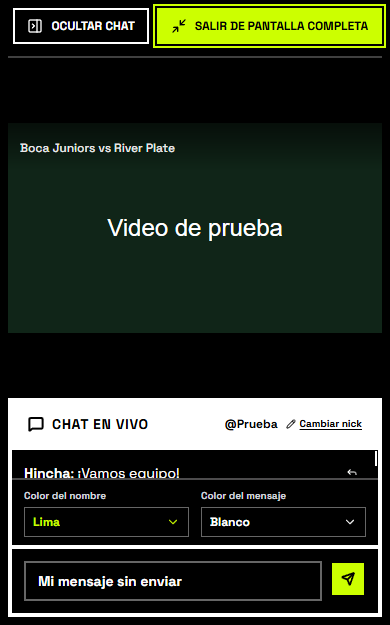 OCULTAR CHAT
SALIR DE PANTALLA COMPLETA
Boca Juniors vs River Plate
Video de prueba
CHAT EN VIVO
@Prueba
Cambiar nick
Hincha: ¡Vamos equipo!
Color del nombre
Color del mensaje
Lima
Blanco
Mi mensaje sin enviar